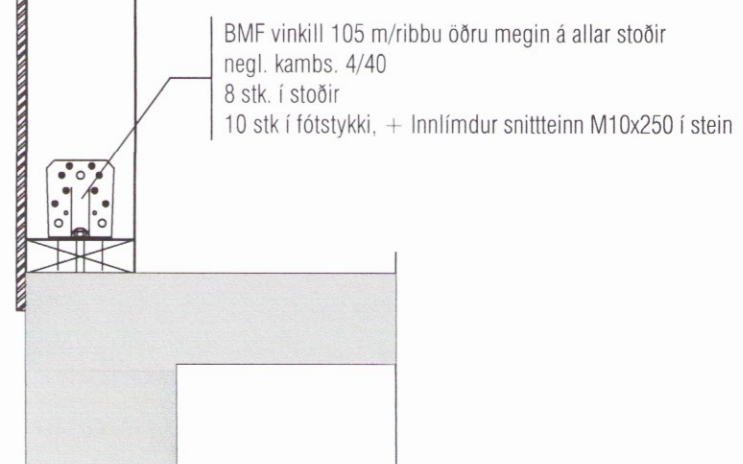 BMF vinkill 105 m/ribbu öðru megin á allar stoðir
negl. kambs. 4/40
8 stk. í stoðir
10 stk í fótstykki, + Innlímdur snittteinn M10x250 í stein